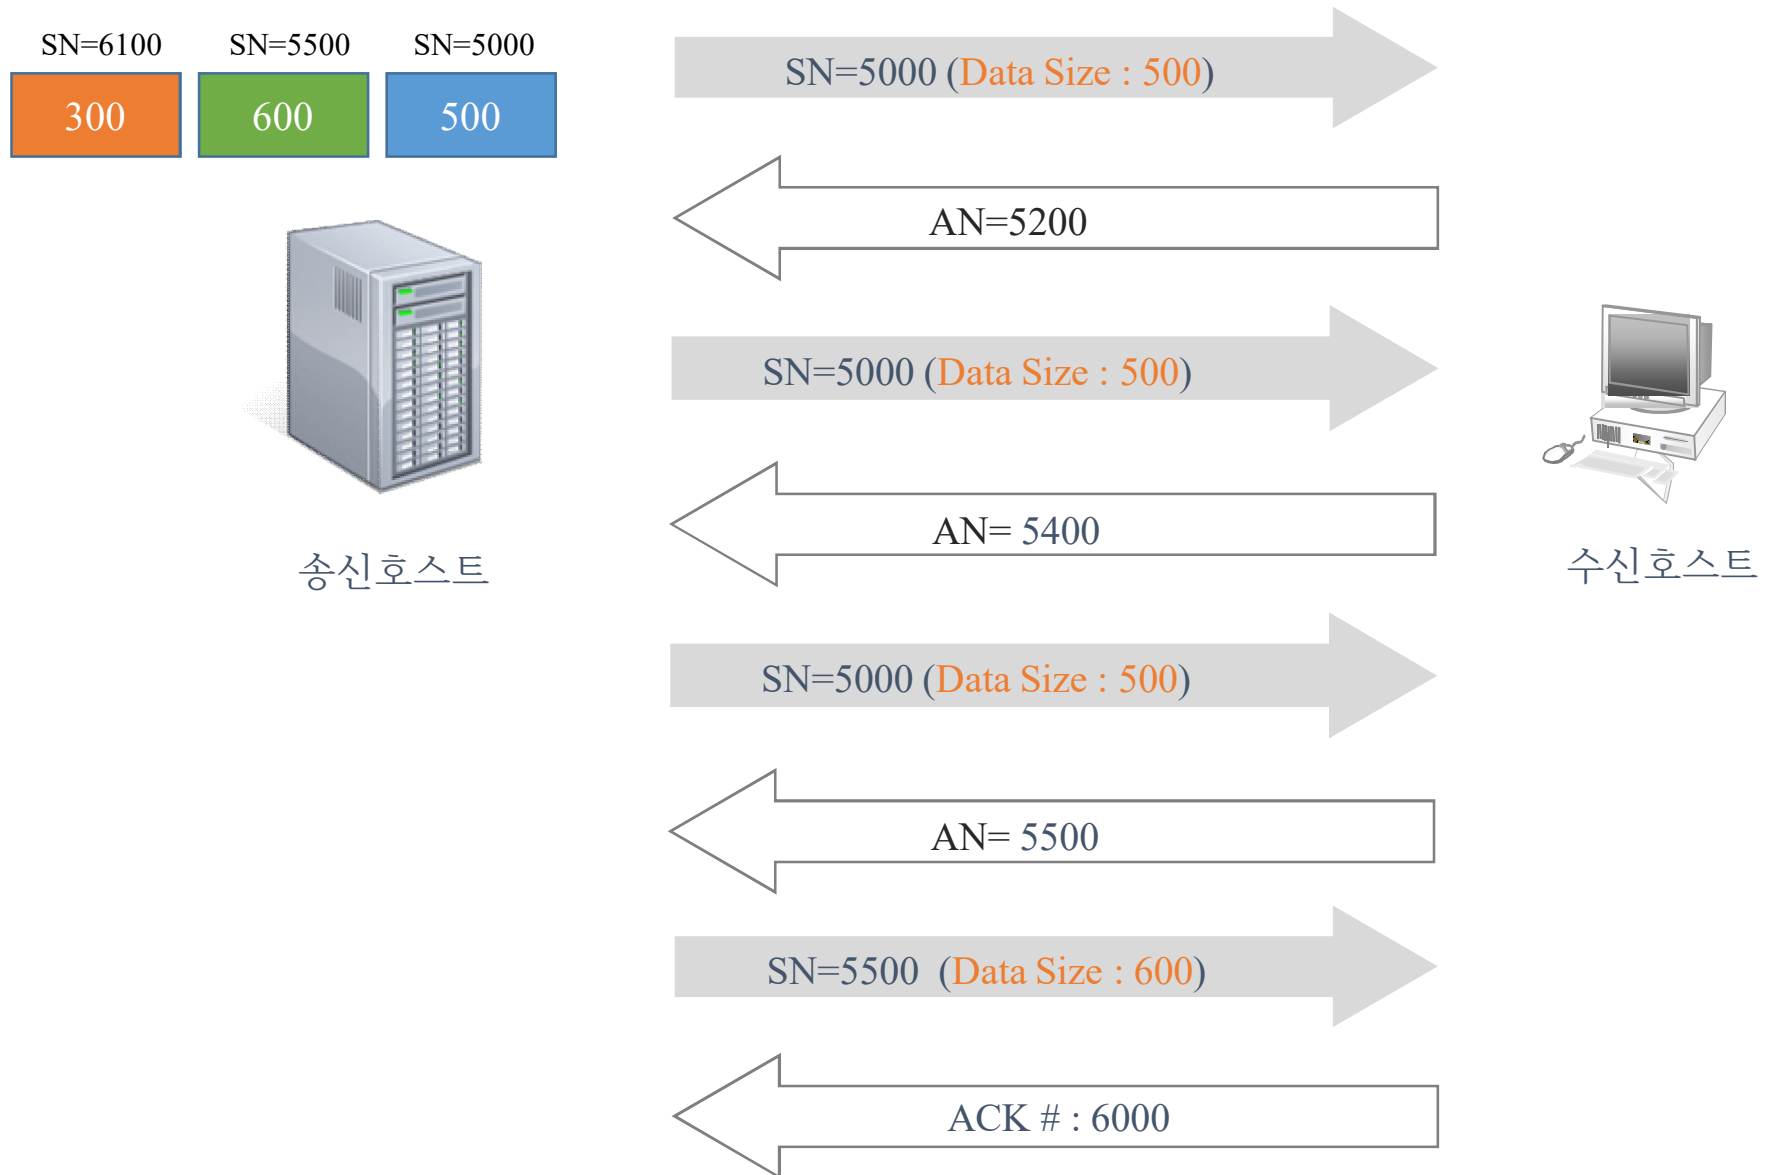 SN=6100 SN=5500 SN=5000
300 600 500
SN=5000 (Data Size : 500)
AN=5200
SN=5000 (Data Size : 500)
AN= 5400
송신호스트
수신호스트
SN=5000 (Data Size : 500)
AN= 5500
SN=5500 (Data Size : 600)
ACK # : 6000